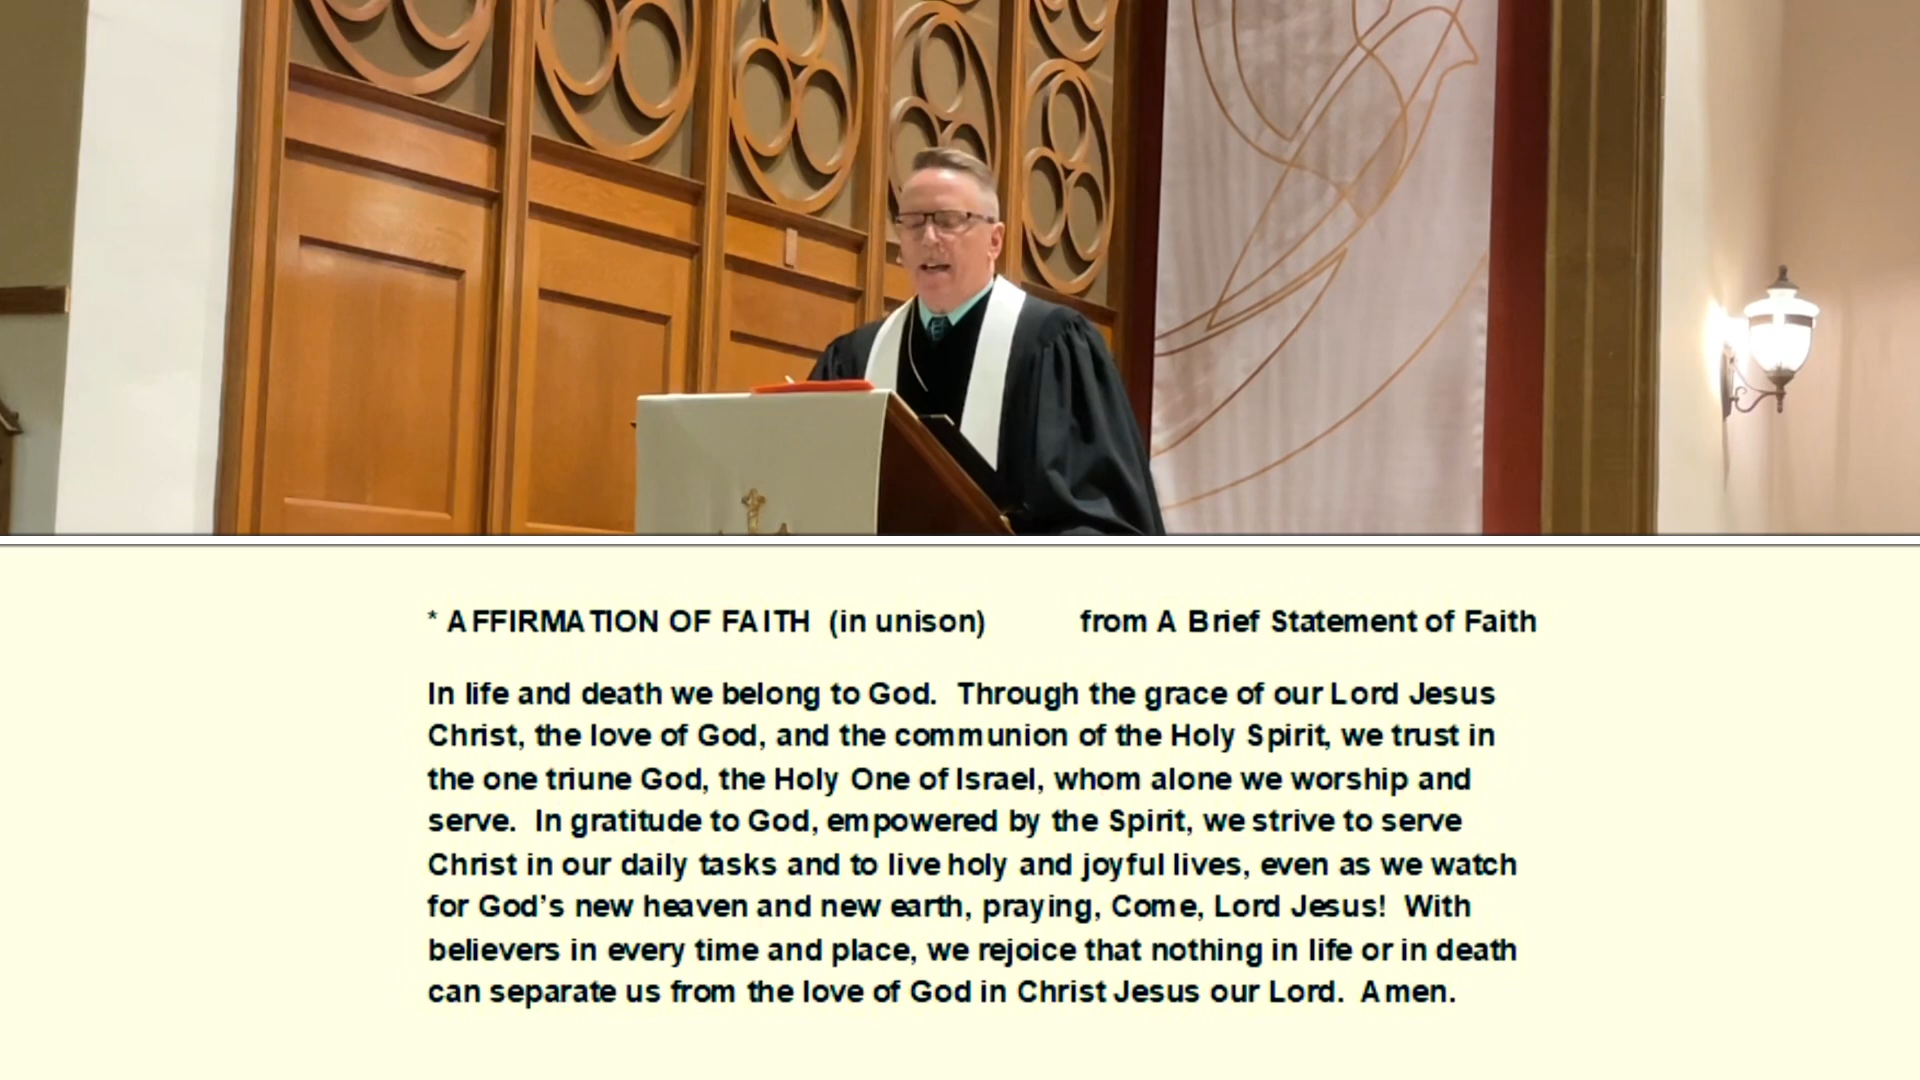 * AFFIRMATION OF FAITH (in unison) from A Brief Statement of Faith
In life and death we belong to God. Through the grace of our Lord Jesus
Christ, the love of God, and the communion of the Holy Spirit, we trust in
the one triune God, the Holy One of Israel, whom alone we worship and
serve. In gratitude to God, empowered by the Spirit, we strive to serve
Christ in our daily tasks and to live holy and joyful lives, even as we watch
for God’s new heaven and new earth, praying, Come, Lord Jesus! With
believers in every time and place, we rejoice that nothing in life or in death
can separate us from the love of God in Christ Jesus our Lord. Amen.